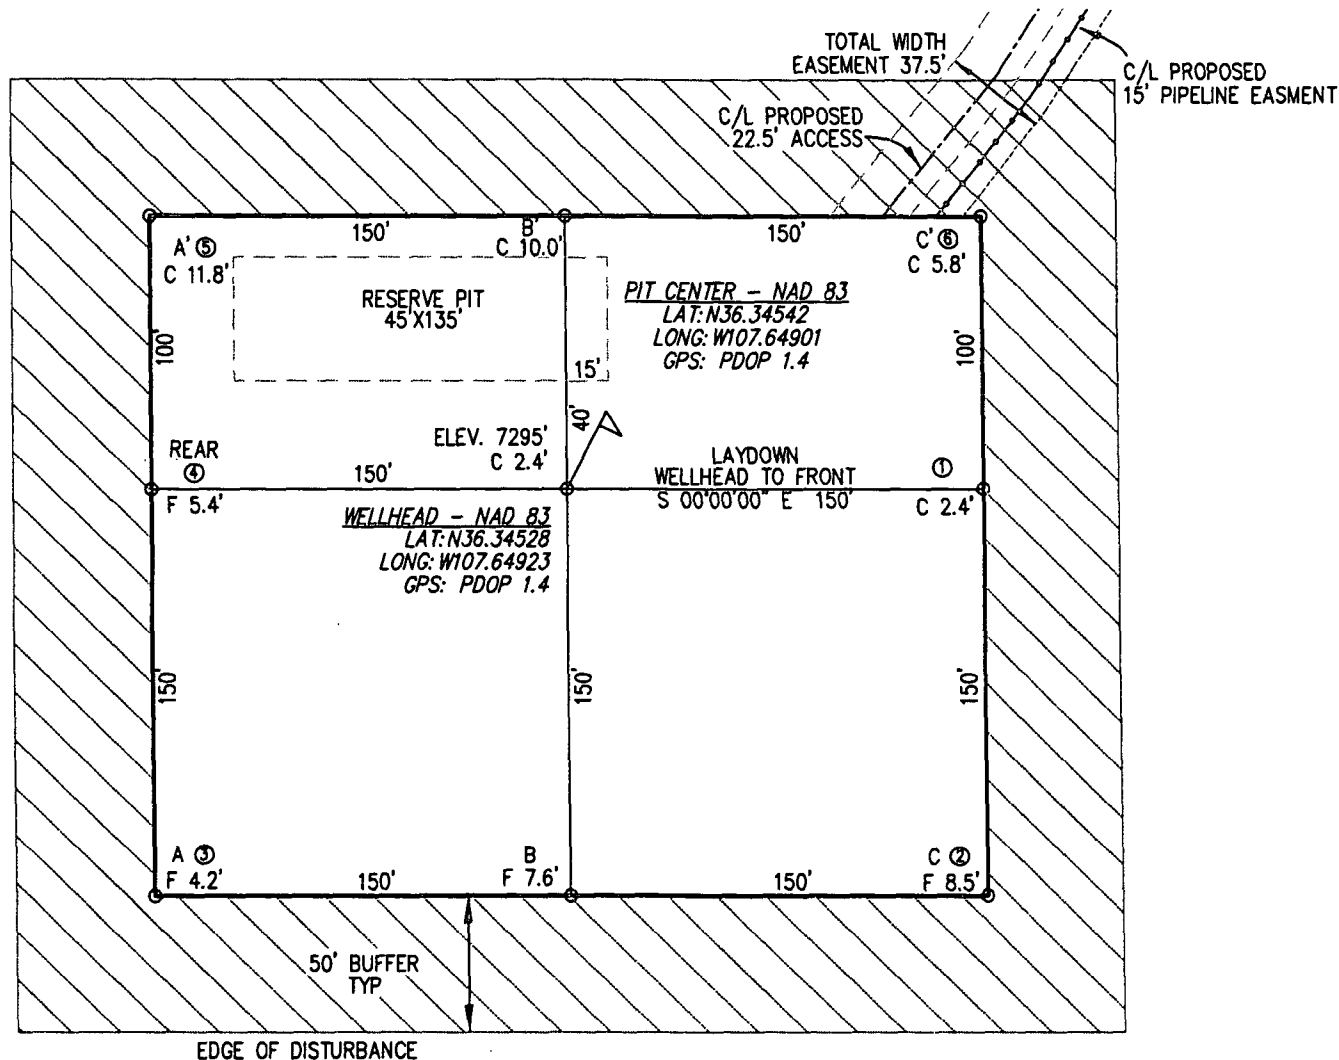 TOTAL WIDTH
EASEMENT 37.5'
C/L PROPOSED
15' PIPELINE EASMENT
C/L PROPOSED
22.5' ACCESS
150'
B'
C 10.0'
150'
A' ⑤
C 11.8'
C' ⑥
C 5.8'
RESERVE PIT
45'X135'
PIT CENTER - NAD 83
LAT: N36.34542
LONG: W107.64901
GPS: PDOP 1.4
100'
100'
15'
40'
REAR
④
F 5.4'
150'
ELEV. 7295'
C 2.4'
LAYDOWN
WELLHEAD TO FRONT
S 00°00'00" E 150'
①
C 2.4'
WELLHEAD - NAD 83
LAT: N36.34528
LONG: W107.64923
GPS: PDOP 1.4
150'
150'
150'
A ③
F 4.2'
150'
B
F 7.6'
150'
C ②
F 8.5'
50' BUFFER
TYP
EDGE OF DISTURBANCE